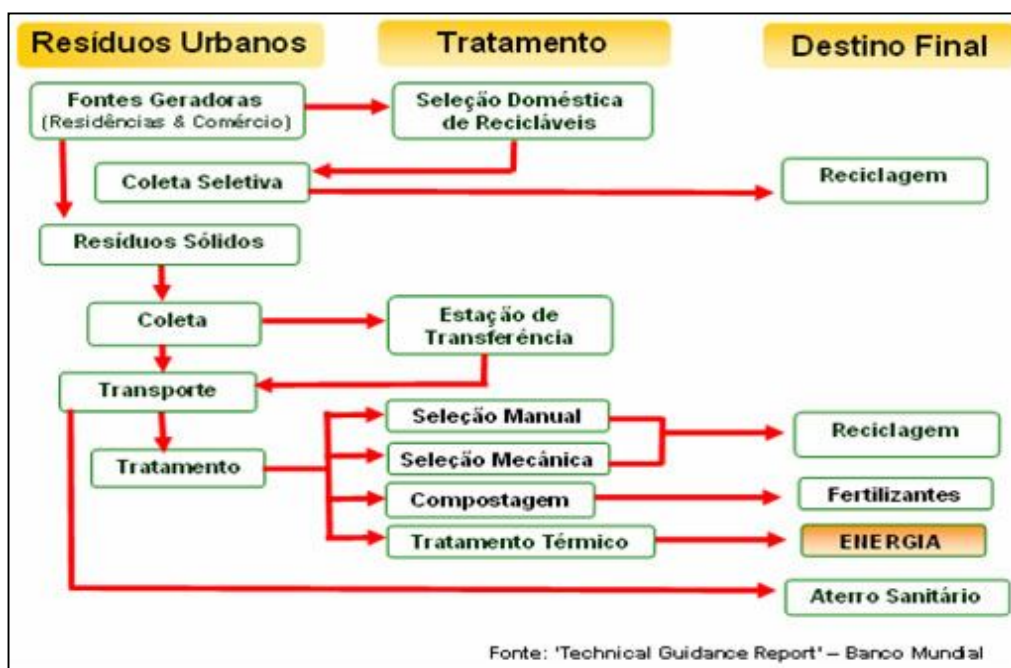 Resíduos Urbanos
Tratamento
Destino Final
Fontes Geradoras
(Residências & Comércio)
Seleção Doméstica
de Recicláveis
Coleta Seletiva
Reciclagem
Resíduos Sólidos
Coleta
Estação de
Transferéncia
Transporte
Seleção Manual
Reciclagem
Tratamento
Seleção Mecânica
Compostagem
Fertilizantes
Tratamento Térmico
ENERGIA
Aterro Sanitário
Fonte: 'Technical Guidance Report' – Banco Mundial